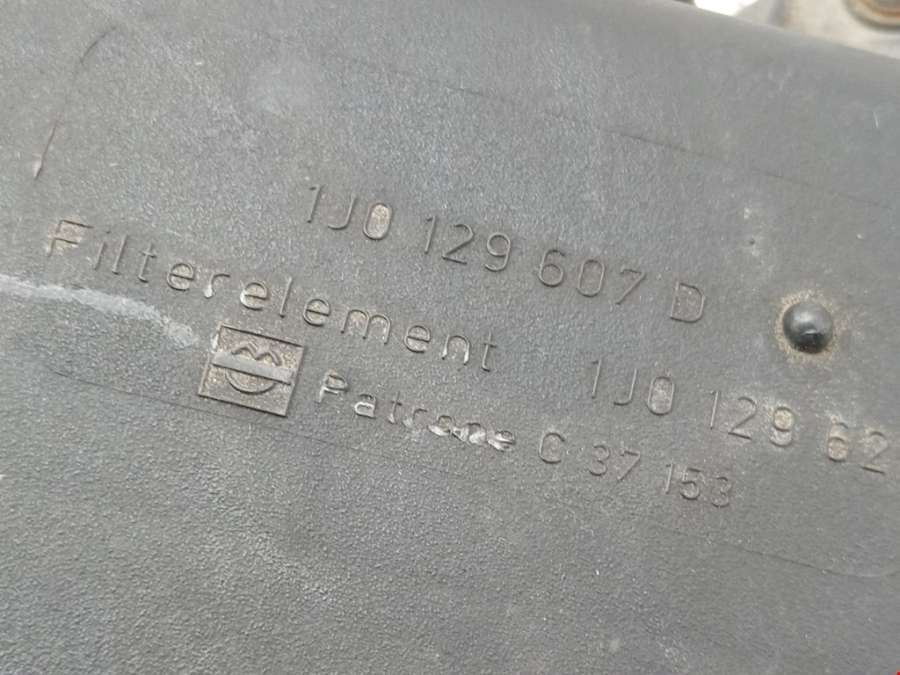 1J0 129 607 D
Filterelement 1J0 129 62
Patrone C 37 153